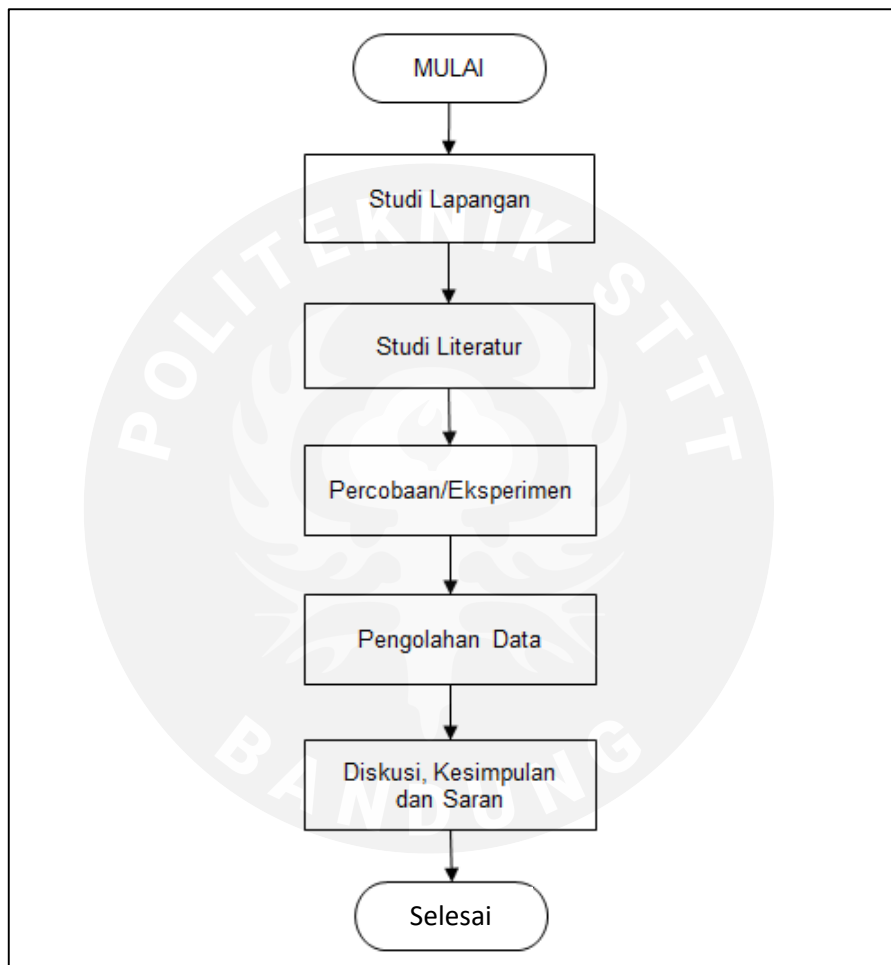 MULAI
Studi Lapangan
POLITEKNIK STTT
Studi Literatur
Percobaan/Eksperimen
Pengolahan Data
Diskusi, Kesimpulan
dan Saran
BANDUNG
Selesai